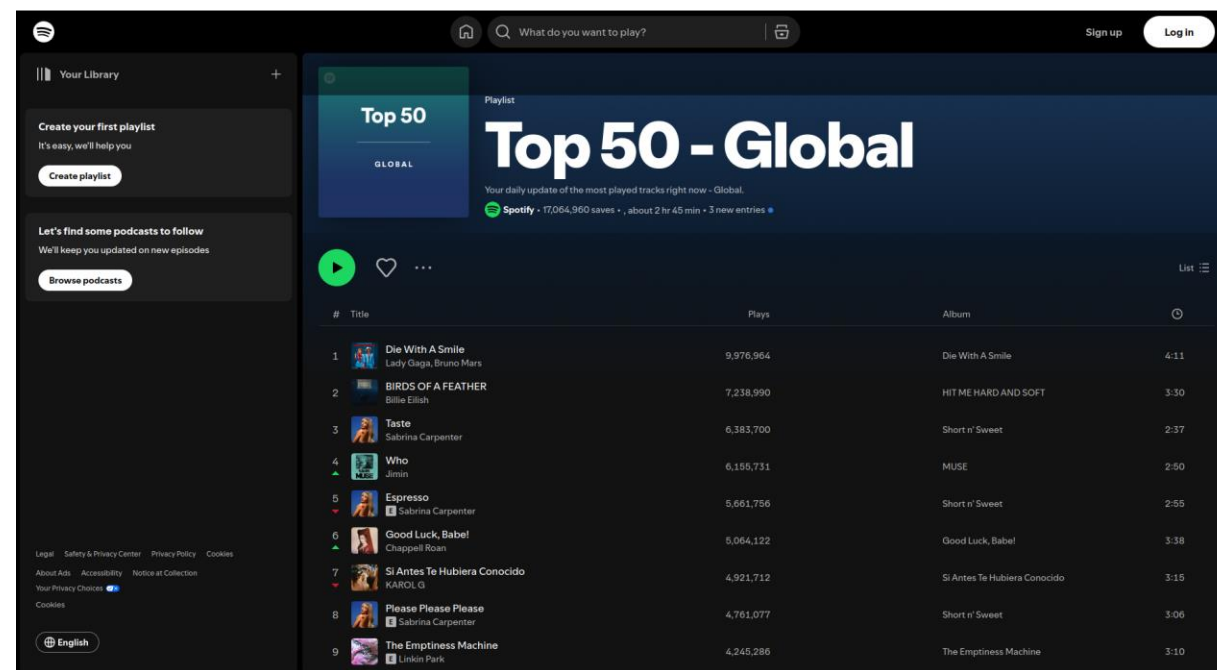 What do you want to play?
Sign up
Log in
Your Library
Create your first playlist
It's easy, we'll help you
Create playlist
Let's find some podcasts to follow
We'll keep you updated on new episodes
Browse podcasts
Legal Safety & Privacy Center Privacy Policy Cookies
About Ads Accessibility Notice at Collection
Your Privacy Choices
Cookies
English
Top 50
GLOBAL
Playlist
Top 50 - Global
Your daily update of the most played tracks right now - Global.
Spotify • 17,064,960 saves • , about 2 hr 45 min • 3 new entries
List
# Title Plays Album
1 Die With A Smile 9,976,964 Die With A Smile 4:11
Lady Gaga, Bruno Mars
2 BIRDS OF A FEATHER 7,238,990 HIT ME HARD AND SOFT 3:30
Billie Eilish
3 Taste 6,383,700 Short n' Sweet 2:37
Sabrina Carpenter
4 Who 6,155,731 MUSE 2:50
Jimin
5 Espresso 5,661,756 Short n' Sweet 2:55
E Sabrina Carpenter
6 Good Luck, Babe! 5,064,122 Good Luck, Babe! 3:38
Chappell Roan
7 Si Antes Te Hubiera Conocido 4,921,712 Si Antes Te Hubiera Conocido 3:15
KAROL G
8 Please Please Please 4,761,077 Short n' Sweet 3:06
E Sabrina Carpenter
9 The Emptiness Machine 4,245,286 The Emptiness Machine 3:10
E Linkin Park